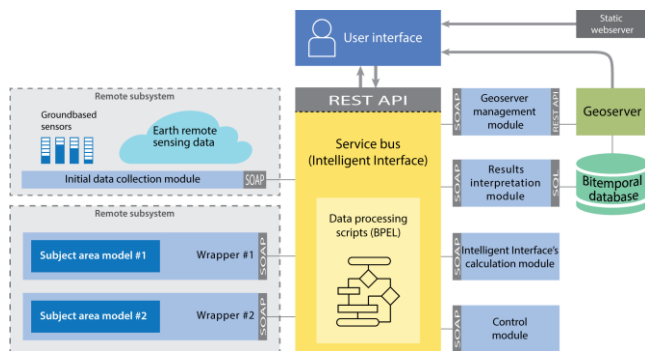 Static
webserver
User interface
REST API
Service bus
(Intelligent Interface)
Data processing
scripts (BPEL)
Remote subsystem
Groundbased
sensors
Earth remote
sensing data
Initial data collection module
SOAP
Remote subsystem
Subject area model #1
Wrapper #1
SOAP
Subject area model #2
Wrapper #2
SOAP
SOAP
Geoserver
management
module
REST API
Geoserver
SOAP
Results
interpretation
module
SQL
Bitemporal
database
SOAP
Intelligent Interface's
calculation module
SOAP
Control
module